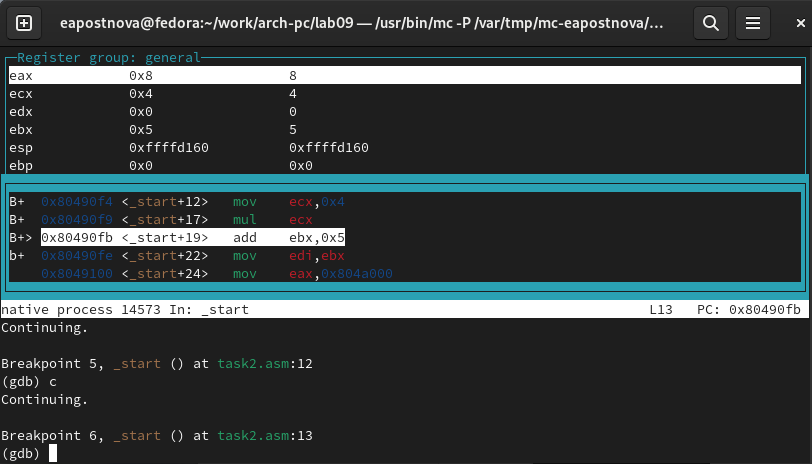 eapostnova@fedora:~/work/arch-pc/lab09 — /usr/bin/mc -P /var/tmp/mc-eapostnova/…
Register group: general
eax 0x8 8
ecx 0x4 4
edx 0x0 0
ebx 0x5 5
esp 0xffffd160 0xffffd160
ebp 0x0 0x0
B+ 0x80490f4 <_start+12> mov ecx,0x4
B+ 0x80490f9 <_start+17> mul ecx
B+> 0x80490fb <_start+19> add ebx,0x5
b+ 0x80490fe <_start+22> mov edi,ebx
0x8049100 <_start+24> mov eax,0x804a000
native process 14573 In: _start L13 PC: 0x80490fb
Continuing.
Breakpoint 5, _start () at task2.asm:12
(gdb) c
Continuing.
Breakpoint 6, _start () at task2.asm:13
(gdb)